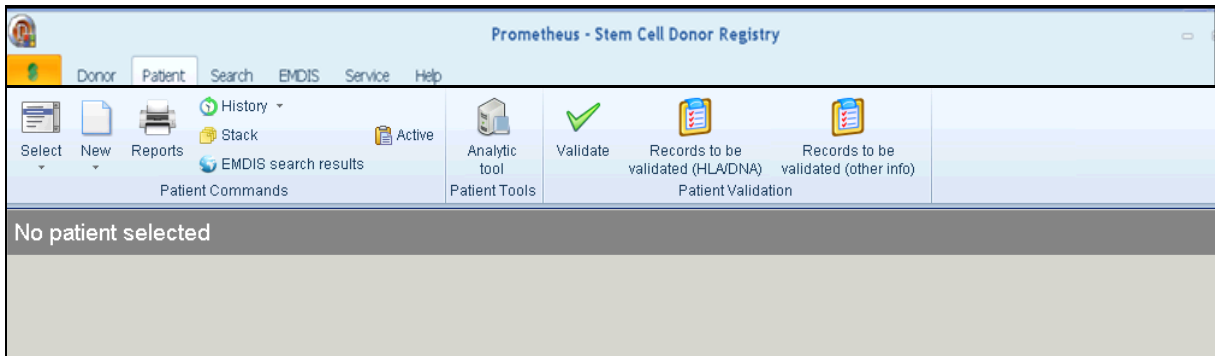 Prometheus - Stem Cell Donor Registry
Donor Patient Search EMDIS Service Help
Select New Reports
History
Stack
EMDIS search results
Active
Analytic
tool
Validate
Records to be
validated (HLA/DNA)
Records to be
validated (other info)
Patient Commands
Patient Tools
Patient Validation
No patient selected